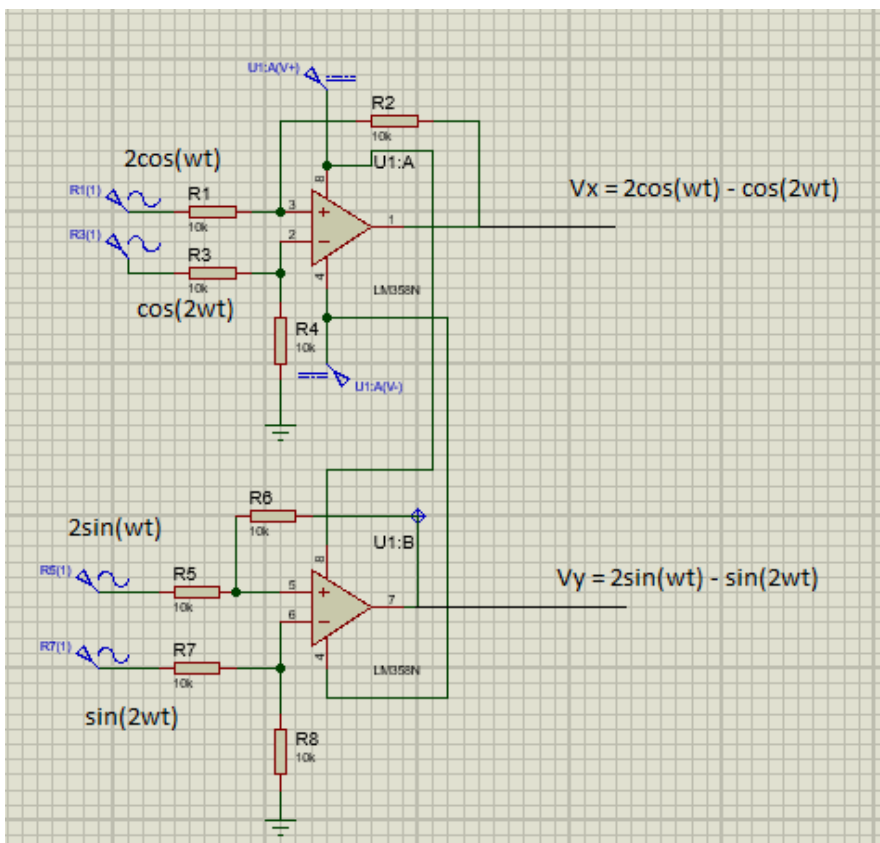 U1:A(V+)
R2
10k
2cos(wt)
U1:A
R1(1)
R1
8
Vx = 2cos(wt) - cos(2wt)
3
10k
1
R3(1)
R3
2
10k
4
LM358N
cos(2wt)
R4
10k
U1:A(V-)
R6
2sin(wt)
10k
U1:B
R5(1)
R5
8
Vy = 2sin(wt) - sin(2wt)
5
10k
7
R7(1)
R7
6
10k
4
LM358N
sin(2wt)
R8
10k